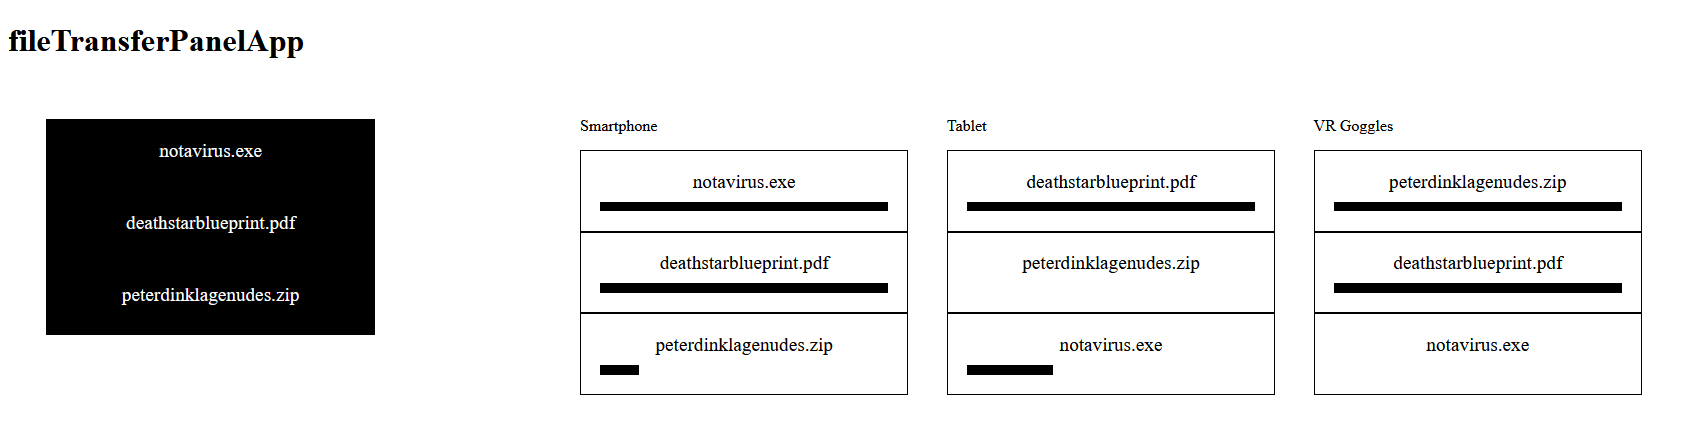 fileTransferPanelApp
notavirus.exe
deathstarblueprint.pdf
peterdinklagenudes.zip
Smartphone
notavirus.exe
deathstarblueprint.pdf
peterdinklagenudes.zip
Tablet
deathstarblueprint.pdf
peterdinklagenudes.zip
notavirus.exe
VR Goggles
peterdinklagenudes.zip
deathstarblueprint.pdf
notavirus.exe